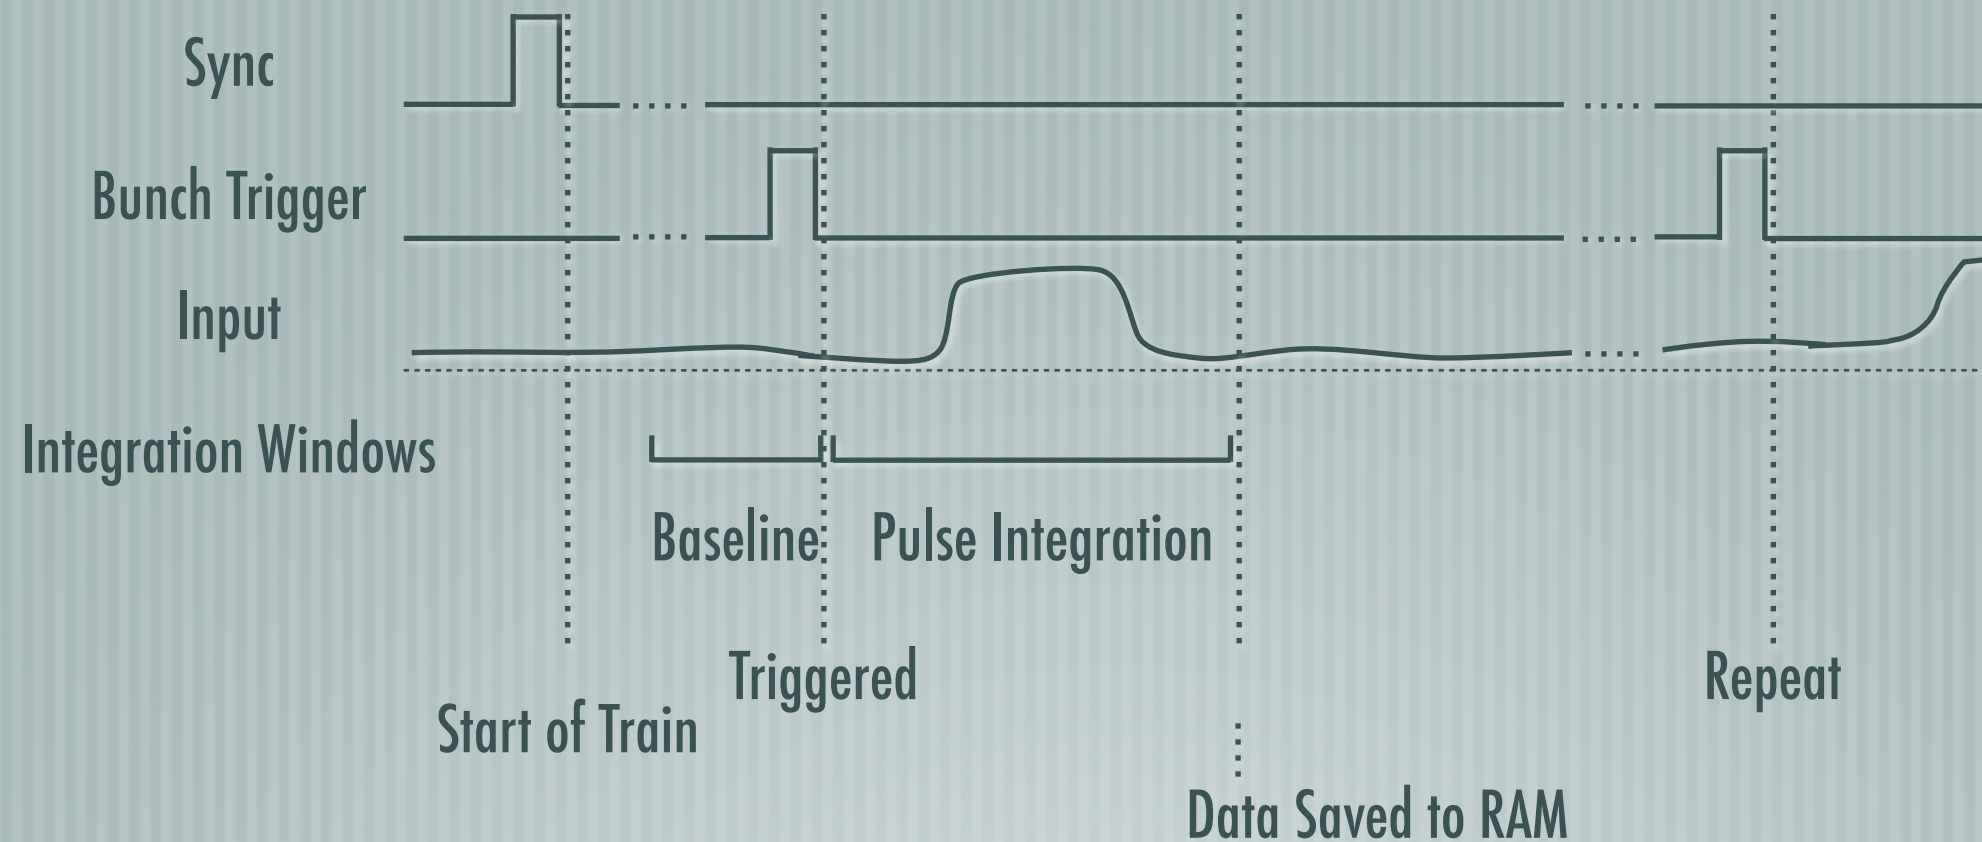 Sync
Bunch Trigger
Input
Integration Windows
Baseline
Pulse Integration
Triggered
Repeat
Start of Train
Data Saved to RAM